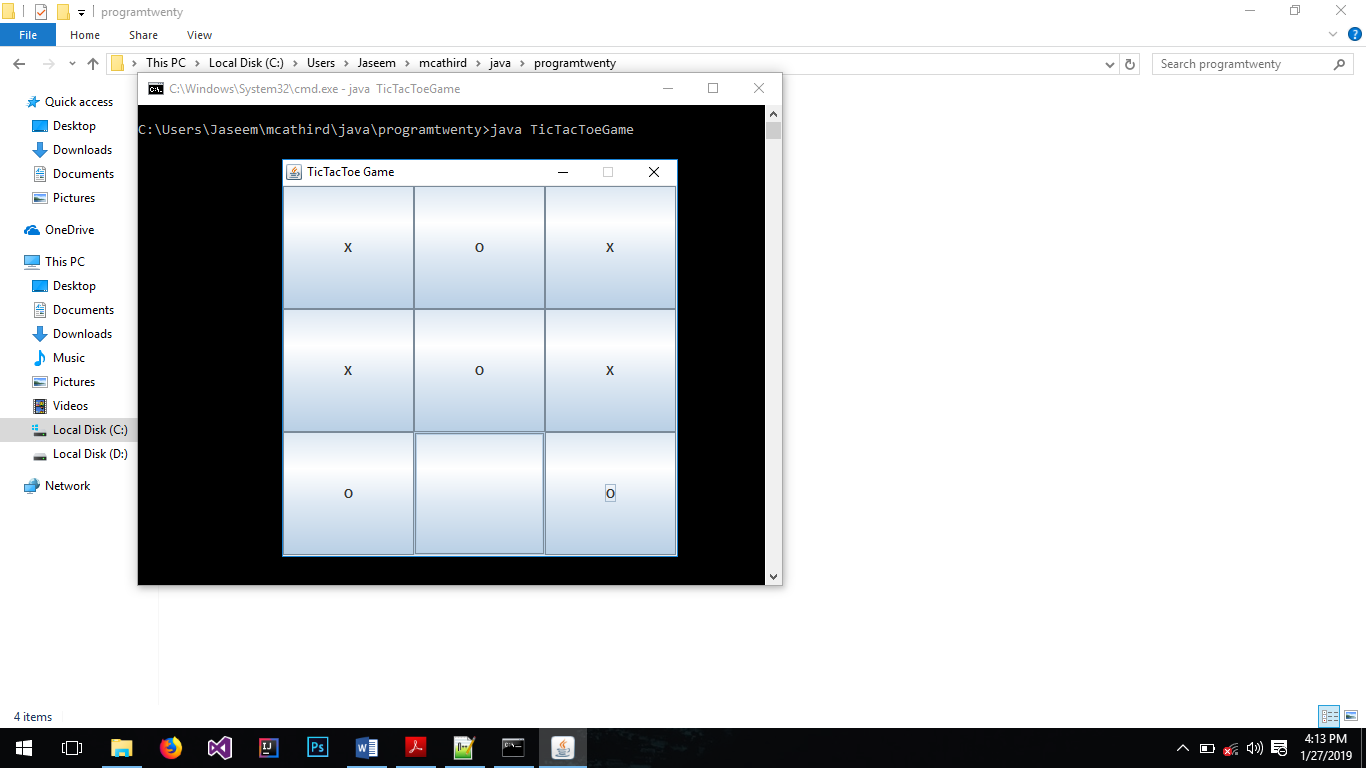 programtwenty
File Home Share View
This PC Local Disk (C:) Users Jaseem mcathird java programtwenty
Search programtwenty
Quick access
Desktop
Downloads
Documents
Pictures
OneDrive
This PC
Desktop
Documents
Downloads
Music
Pictures
Videos
Local Disk (C:)
Local Disk (D:)
Network
4 items
C:\Windows\System32\cmd.exe - java  TicTacToeGame
C:\Users\Jaseem\mcathird\java\programtwenty>java TicTacToeGame
TicTacToe Game
x o x
x o x
o o
4:13 PM
1/27/2019